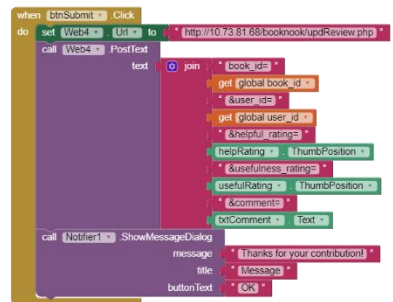 when btnSubmit .Click
do set Web4 . Url to " http://10.73.81.68/booknook/updReview.php "
call Web4 .PostText
text join " book_id= "
get global book_id
" &user_id= "
get global user_id
" &helpful_rating= "
helpRating . ThumbPosition
" &usefulness_rating= "
usefulRating . ThumbPosition
" &comment= "
txtComment . Text
call Notifier1 .ShowMessageDialog
message " Thanks for your contribution! "
title " Message "
buttonText " OK "